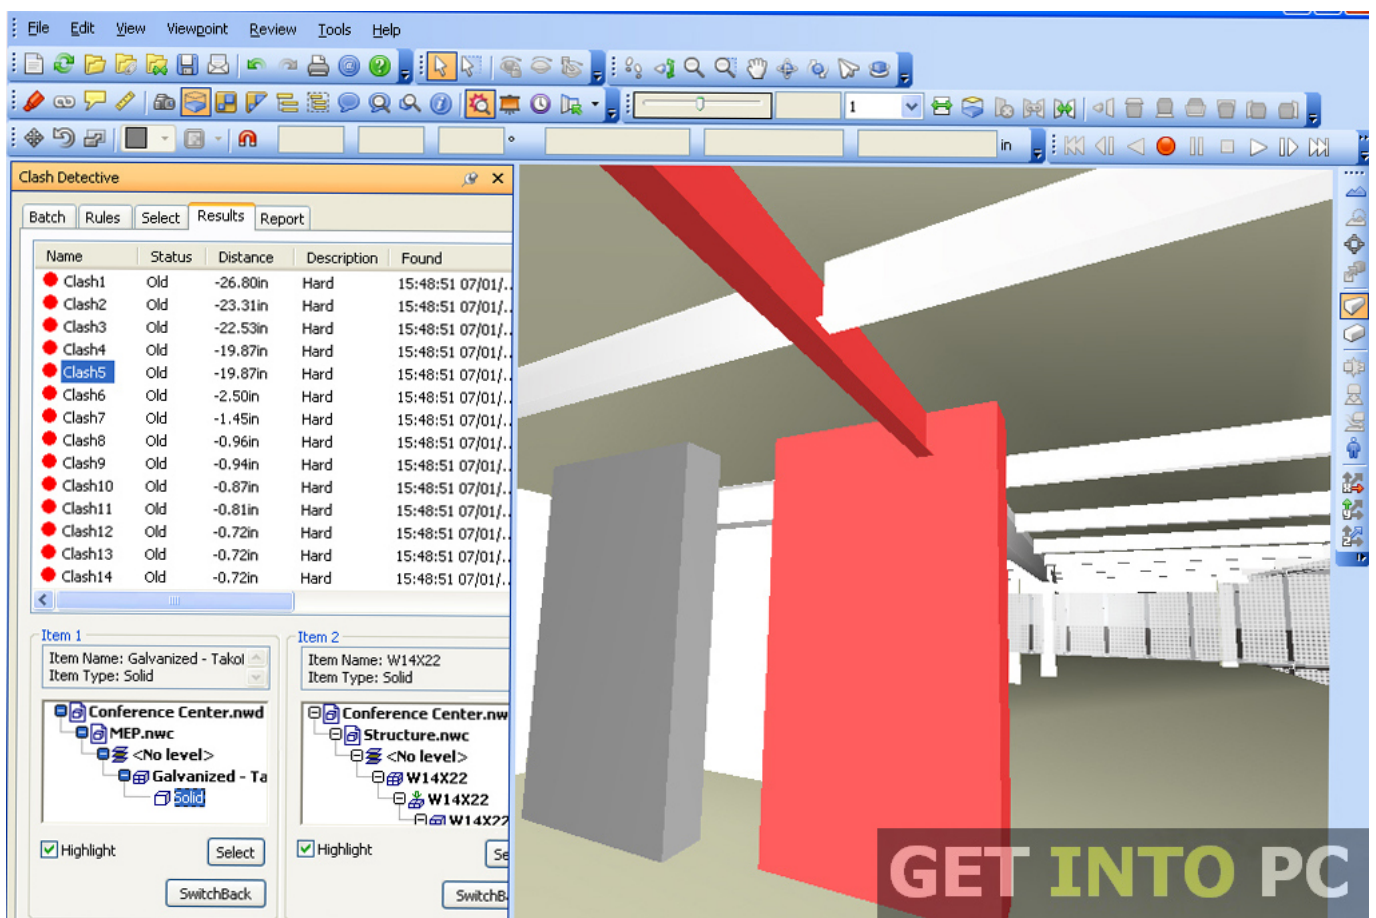 File Edit View Viewpoint Review Tools Help
1
in
Clash Detective
Batch Rules Select Results Report
Name Status Distance Description Found
Clash1 Old -26.80in Hard 15:48:51 07/01/..
Clash2 Old -23.31in Hard 15:48:51 07/01/..
Clash3 Old -22.53in Hard 15:48:51 07/01/..
Clash4 Old -19.87in Hard 15:48:51 07/01/..
Clash5 Old -19.87in Hard 15:48:51 07/01/..
Clash6 Old -2.50in Hard 15:48:51 07/01/..
Clash7 Old -1.45in Hard 15:48:51 07/01/..
Clash8 Old -0.96in Hard 15:48:51 07/01/..
Clash9 Old -0.94in Hard 15:48:51 07/01/..
Clash10 Old -0.87in Hard 15:48:51 07/01/..
Clash11 Old -0.81in Hard 15:48:51 07/01/..
Clash12 Old -0.72in Hard 15:48:51 07/01/..
Clash13 Old -0.72in Hard 15:48:51 07/01/..
Clash14 Old -0.72in Hard 15:48:51 07/01/..
Item 1
Item Name: Galvanized - Takol
Item Type: Solid
Conference Center.nwd
MEP.nwc
<No level>
Galvanized - Ta
Solid
Highlight
Select
SwitchBack
Item 2
Item Name: W14X22
Item Type: Solid
Conference Center.nw
Structure.nwc
<No level>
W14X22
W14X22
W14X22
Highlight
Se
SwitchB
GET INTO PC